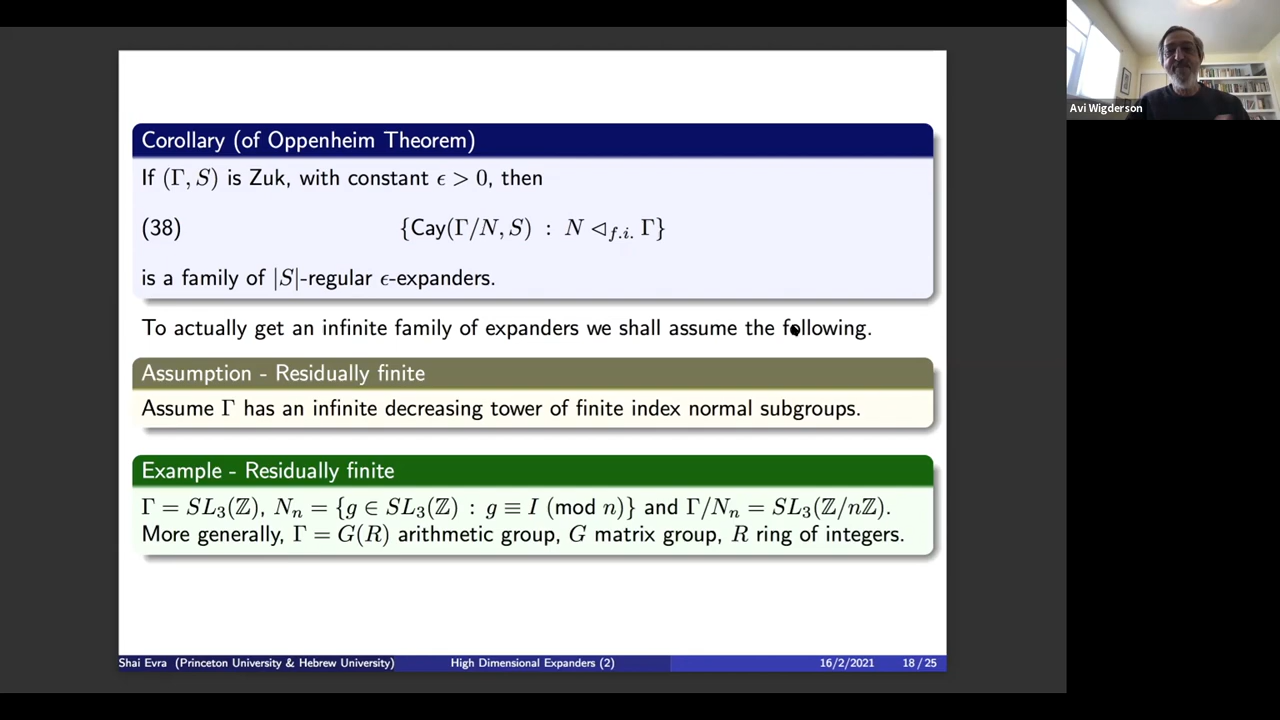 Avi Wigderson
Corollary (of Oppenheim Theorem)
If (Γ, S) is Zuk, with constant ϵ > 0, then
(38) {Cay(Γ/N, S) : N ◁_{f.i.} Γ}
is a family of |S|-regular ϵ-expanders.
To actually get an infinite family of expanders we shall assume the following.
Assumption - Residually finite
Assume Γ has an infinite decreasing tower of finite index normal subgroups.
Example - Residually finite
Γ = SL₃(ℤ), Nₙ = {g ∈ SL₃(ℤ) : g ≡ I (mod n)} and Γ/Nₙ = SL₃(ℤ/nℤ).
More generally, Γ = G(R) arithmetic group, G matrix group, R ring of integers.
Shai Evra (Princeton University & Hebrew University) High Dimensional Expanders (2) 16/2/2021 18 / 25